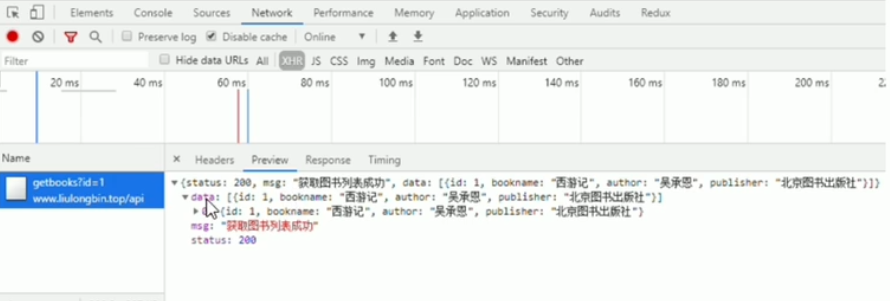 Elements Console Sources Network Performance Memory Application Security Audits Redux
Preserve log Disable cache Online
Filter Hide data URLs All XHR JS CSS Img Media Font Doc WS Manifest Other
20 ms 40 ms 60 ms 80 ms 100 ms 120 ms 140 ms 160 ms 180 ms 200 ms
Name × Headers Preview Response Timing
getbooks?id=1
www.liulongbin.top/api
▼{status: 200, msg: "获取图书列表成功", data: [{id: 1, bookname: "西游记", author: "吴承恩", publisher: "北京图书出版社"}]}
▼data: [{id: 1, bookname: "西游记", author: "吴承恩", publisher: "北京图书出版社"}]
▶ {id: 1, bookname: "西游记", author: "吴承恩", publisher: "北京图书出版社"}
msg: "获取图书列表成功"
status: 200